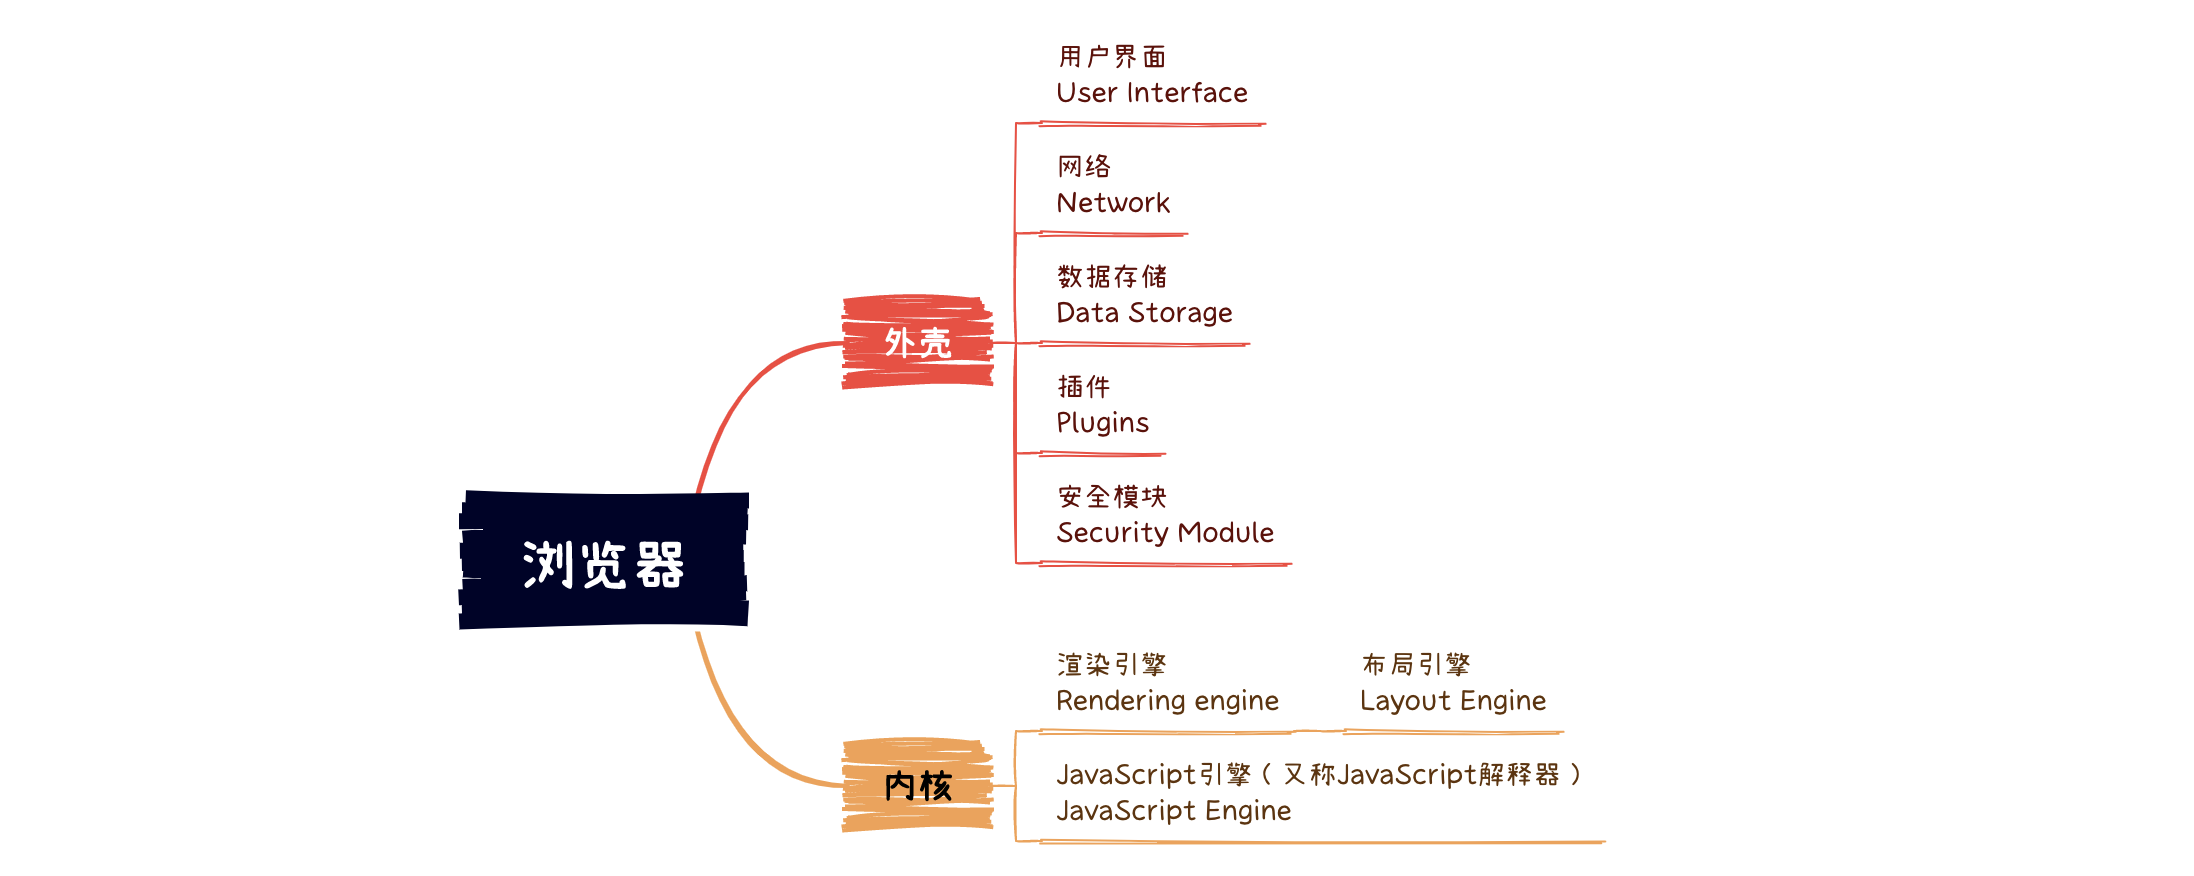 用户界面
User Interface
网络
Network
数据存储
Data Storage
外壳
插件
Plugins
安全模块
Security Module
浏览器
渲染引擎
Rendering engine
布局引擎
Layout Engine
内核
JavaScript引擎（又称JavaScript解释器）
JavaScript Engine